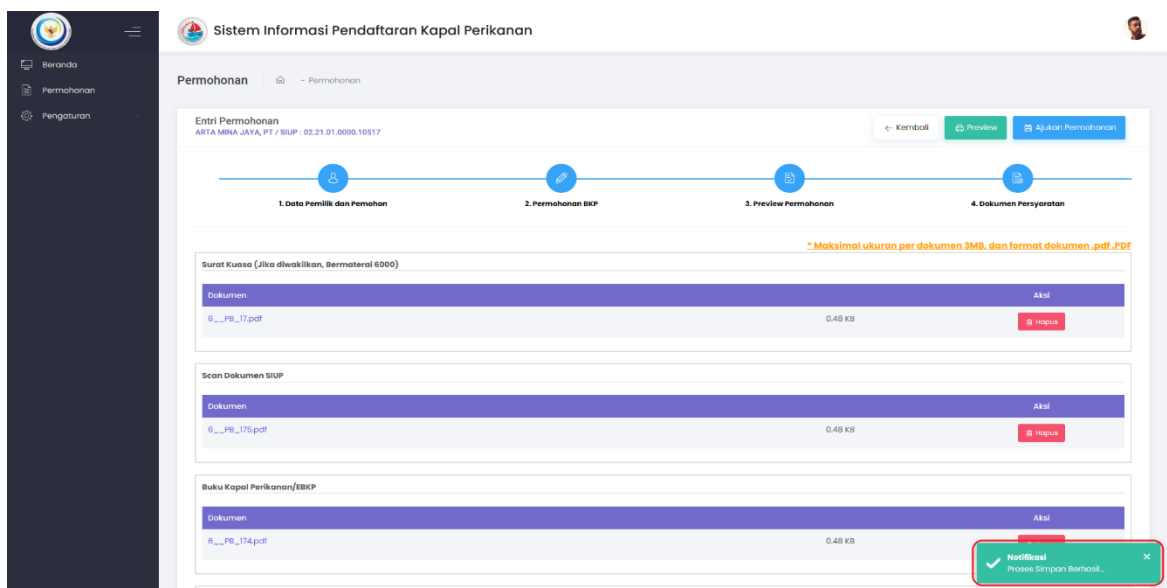 Sistem Informasi Pendaftaran Kapal Perikanan
Beranda
Permohonan
Pengaturan
Permohonan - Permohonan
Entri Permohonan
ARTA MINA JAYA, PT / SIUP : 02.21.01.0000.10517
← Kembali Preview Ajukan Permohonan
1. Data Pemilik dan Pemohon 2. Permohonan BKP 3. Preview Permohonan 4. Dokumen Persyaratan
* Maksimal ukuran per dokumen 3MB, dan format dokumen .pdf .PDF
Surat Kuasa (Jika diwakilkan, Bermaterai 6000)
Dokumen Aksi
6__PB_17.pdf 0.48 KB Hapus
Scan Dokumen SIUP
Dokumen Aksi
6__PB_175.pdf 0.48 KB Hapus
Buku Kapal Perikanan/EBKP
Dokumen Aksi
6__PB_174.pdf 0.48 KB
Notifikasi ×
Proses Simpan Berhasil...